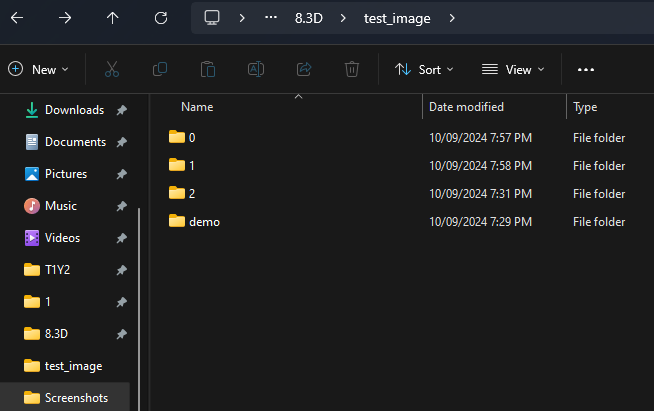 8.3D test_image
New Sort View
Downloads
Documents
Pictures
Music
Videos
T1Y2
1
8.3D
test_image
Screenshots
Name Date modified Type
0 10/09/2024 7:57 PM File folder
1 10/09/2024 7:58 PM File folder
2 10/09/2024 7:31 PM File folder
demo 10/09/2024 7:29 PM File folder